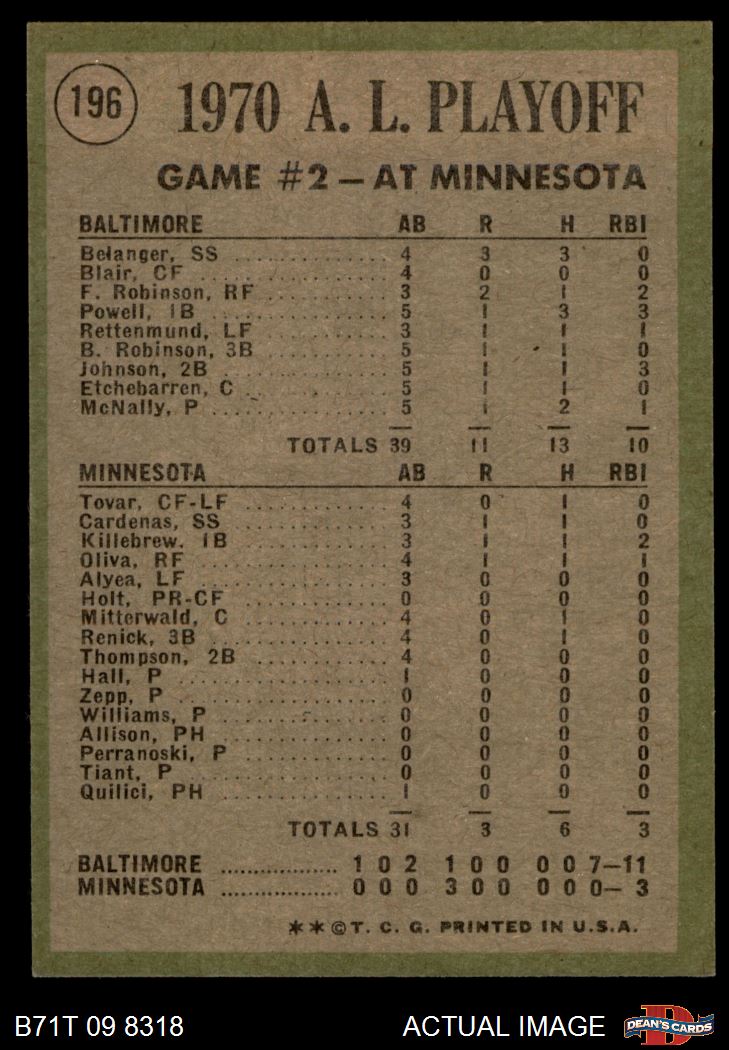 196 1970 A. L. PLAYOFF
GAME #2 – AT MINNESOTA
BALTIMORE AB R H RBI
Belanger, SS .......... 4 3 3 0
Blair, CF .......... 4 0 0 0
F. Robinson, RF .......... 3 2 1 2
Powell, 1B .......... 5 1 3 3
Rettenmund, LF .......... 3 1 1 1
B. Robinson, 3B .......... 5 1 1 0
Johnson, 2B .......... 5 1 1 3
Etchebarren, C .......... 5 1 1 0
McNally, P .......... 5 1 2 1
TOTALS 39 11 13 10
MINNESOTA AB R H RBI
Tovar, CF-LF .......... 4 0 1 0
Cardenas, SS .......... 3 1 1 0
Killebrew. 1B .......... 3 1 1 2
Oliva, RF .......... 4 1 1 1
Alyea, LF .......... 3 0 0 0
Holt, PR-CF .......... 0 0 0 0
Mitterwald, C .......... 4 0 1 0
Renick, 3B .......... 4 0 1 0
Thompson, 2B .......... 4 0 0 0
Hall, P .......... 1 0 0 0
Zepp, P .......... 0 0 0 0
Williams, P .......... 0 0 0 0
Allison, PH .......... 0 0 0 0
Perranoski, P .......... 0 0 0 0
Tiant, P .......... 0 0 0 0
Quilici, PH .......... 1 0 0 0
TOTALS 31 3 6 3
BALTIMORE .......... 1 0 2 1 0 0 0 0 7–11
MINNESOTA .......... 0 0 0 3 0 0 0 0 0– 3
**©T. C. G. PRINTED IN U.S.A.
B71T 09 8318 ACTUAL IMAGE DEAN'S CARDS